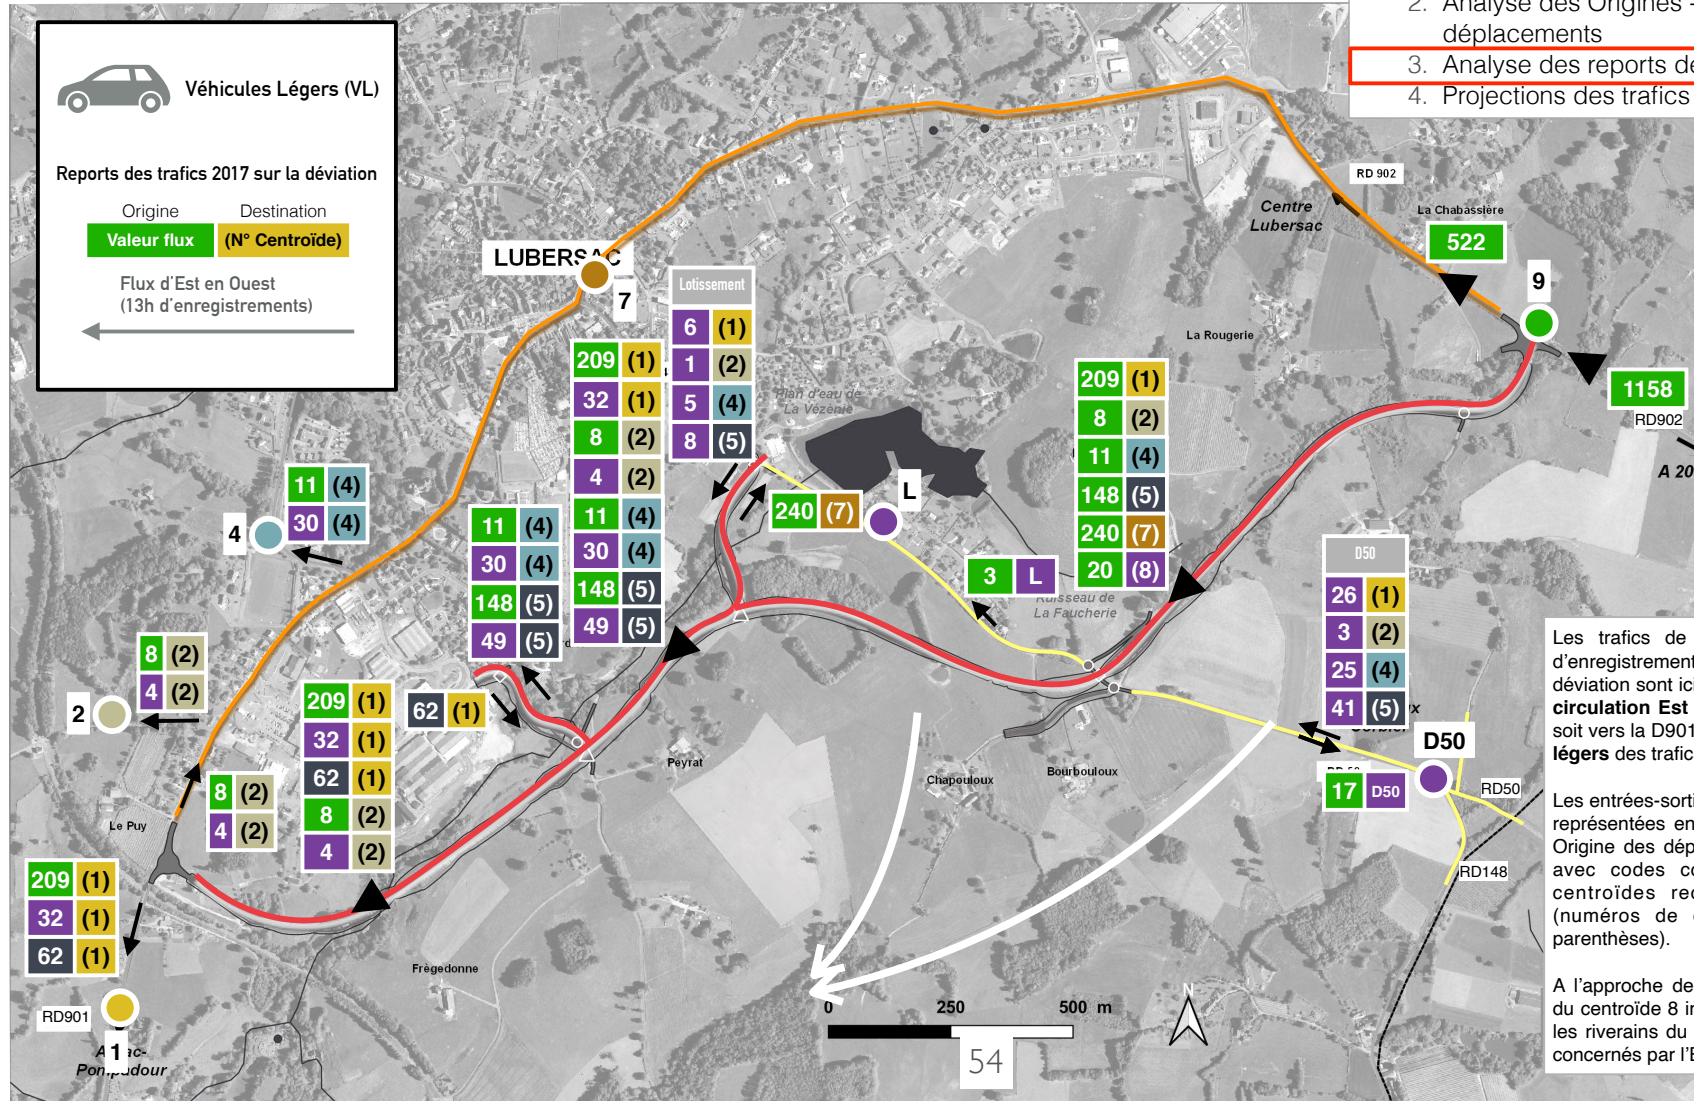 Véhicules Légers (VL)
Reports des trafics 2017 sur la déviation
Origine Destination
Valeur flux (N° Centroïde)
Flux d'Est en Ouest
(13h d'enregistrements)
2. Analyse des Origines -
déplacements
3. Analyse des reports de
4. Projections des trafics
RD 902
Centre
Lubersac
La Chabassière
522
9
1158
RD902
A 20
LUBERSAC
7
La Rougerie
Lotissement
6 (1)
1 (2)
5 (4)
8 (5)
209 (1)
32 (1)
8 (2)
4 (2)
11 (4)
30 (4)
148 (5)
49 (5)
Plan d'eau de
La Vézénie
240 (7)
L
3 L
Ruisseau de
La Faucherie
209 (1)
8 (2)
11 (4)
148 (5)
240 (7)
20 (8)
D50
26 (1)
3 (2)
25 (4)
41 (5)
D50
17 D50
RD50
RD148
11 (4)
30 (4)
4
11 (4)
30 (4)
148 (5)
49 (5)
62 (1)
8 (2)
4 (2)
2
209 (1)
32 (1)
62 (1)
8 (2)
4 (2)
8 (2)
4 (2)
Le Puy
209 (1)
32 (1)
62 (1)
RD901
1
Pompadour
Peyrat
Chapouloux
Bourbouloux
Frègedonne
0 250 500 m
N
54
Les trafics de
d'enregistrement
déviation sont ici
circulation Est
soit vers la D901
légers des trafic
Les entrées-sorti
représentées en
Origine des dép
avec codes co
centroïdes rec
(numéros de
parenthèses).
A l'approche de
du centroïde 8 in
les riverains du
concernés par l'E